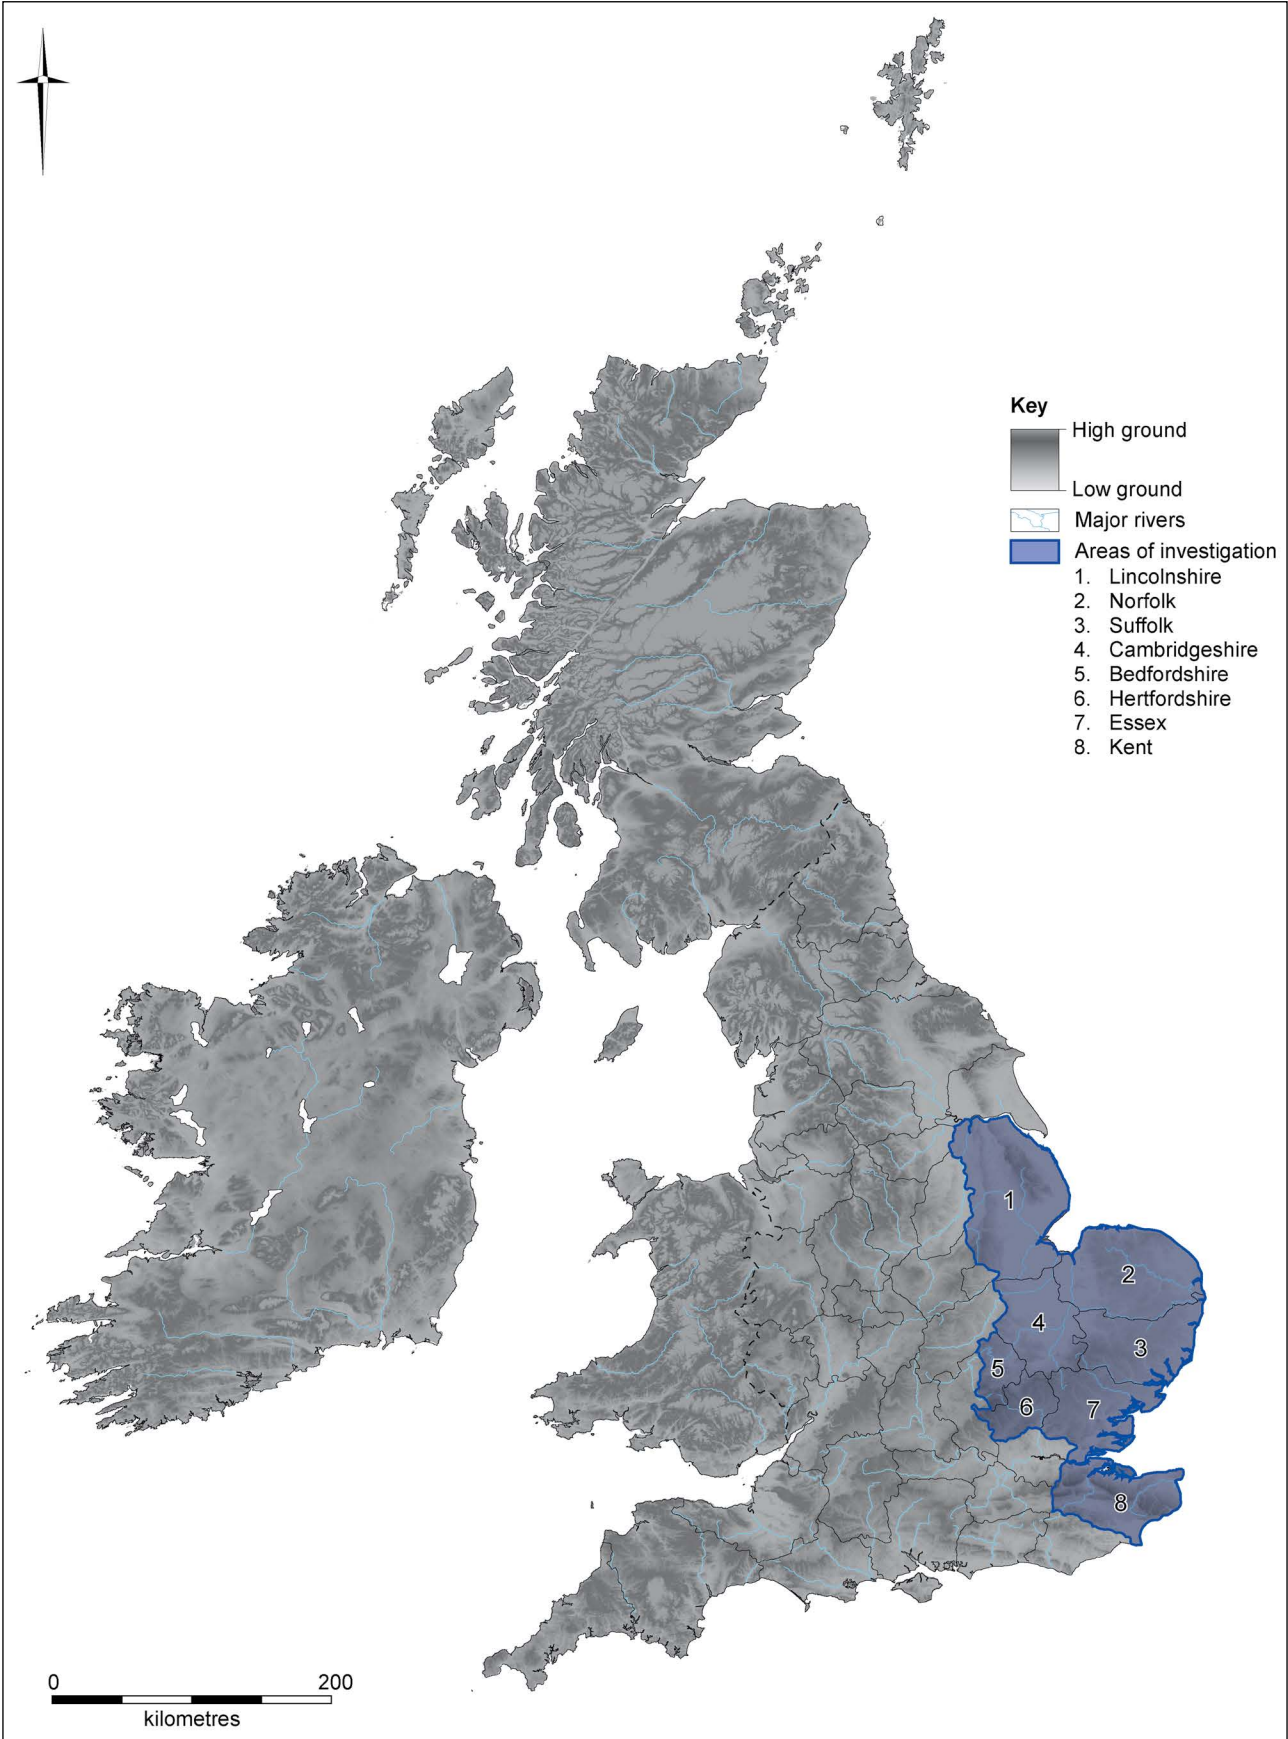 Key
High ground
Low ground
Major rivers
Areas of investigation
1. Lincolnshire
2. Norfolk
3. Suffolk
4. Cambridgeshire
5. Bedfordshire
6. Hertfordshire
7. Essex
8. Kent
1
2
4
3
5
6
7
8
0 200
kilometres